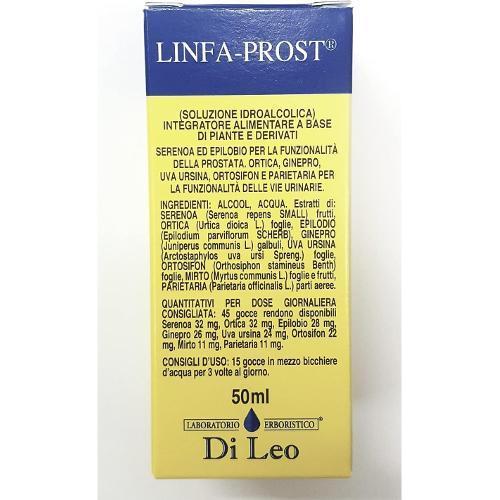 LINFA-PROST®
(SOLUZIONE IDROALCOLICA)
INTEGRATORE ALIMENTARE A BASE
DI PIANTE E DERIVATI
SERENOA ED EPILOBIO PER LA FUNZIONALITÀ
DELLA PROSTATA. ORTICA, GINEPRO,
UVA URSINA, ORTOSIFON E PARIETARIA PER
LA FUNZIONALITÀ DELLE VIE URINARIE.
INGREDIENTI: ALCOOL, ACQUA. Estratti di:
SERENOA (Serenoa repens SMALL) frutti,
ORTICA (Urtica dioica L.) foglie, EPILODIO
(Epilodium parviflorum SCHERB), GINEPRO
(Juniperus communis L.) galbuli, UVA URSINA
(Arctostaphylos uva ursi Spreng.) foglie,
ORTOSIFON (Orthosiphon stamineus Benth)
foglie, MIRTO (Myrtus communis L.) foglie e frutti,
PARIETARIA (Parietaria officinalis L.) parti aeree.
QUANTITATIVI PER DOSE GIORNALIERA
CONSIGLIATA: 45 gocce rendono disponibili
Serenoa 32 mg, Ortica 32 mg, Epilobio 28 mg,
Ginepro 26 mg, Uva ursina 24 mg, Ortosifon 22
mg, Mirto 11 mg, Parietaria 11 mg.
CONSIGLI D'USO: 15 gocce in mezzo bicchiere
d'acqua per 3 volte al giorno.
50ml
LABORATORIO ERBORISTICO®
Di Leo